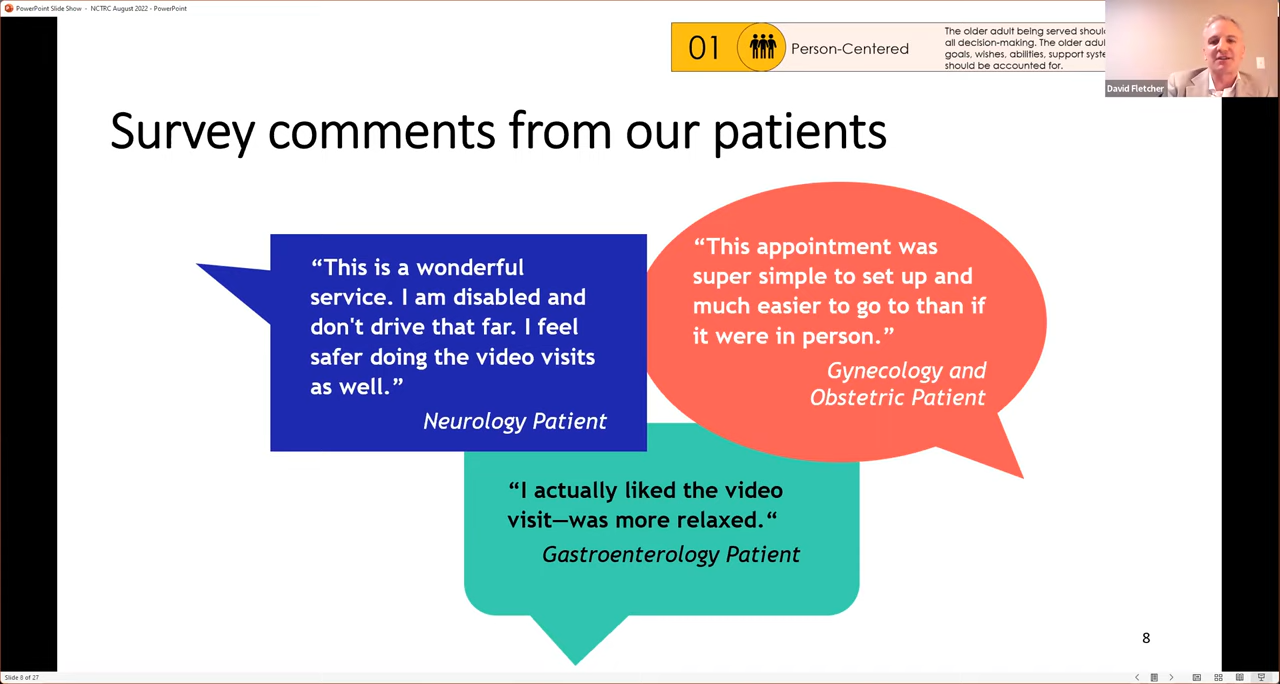 PowerPoint Slide Show - NCTRC August 2022 - PowerPoint
01 Person-Centered
The older adult being served
all decision-making. The older
goals, wishes, abilities, support
should be accounted for.
David Fletcher
Survey comments from our patients
“This is a wonderful
service. I am disabled and
don't drive that far. I feel
safer doing the video visits
as well.”
Neurology Patient
“This appointment was
super simple to set up and
much easier to go to than if
it were in person.”
Gynecology and
Obstetric Patient
“I actually liked the video
visit—was more relaxed.“
Gastroenterology Patient
8
Slide 8 of 27